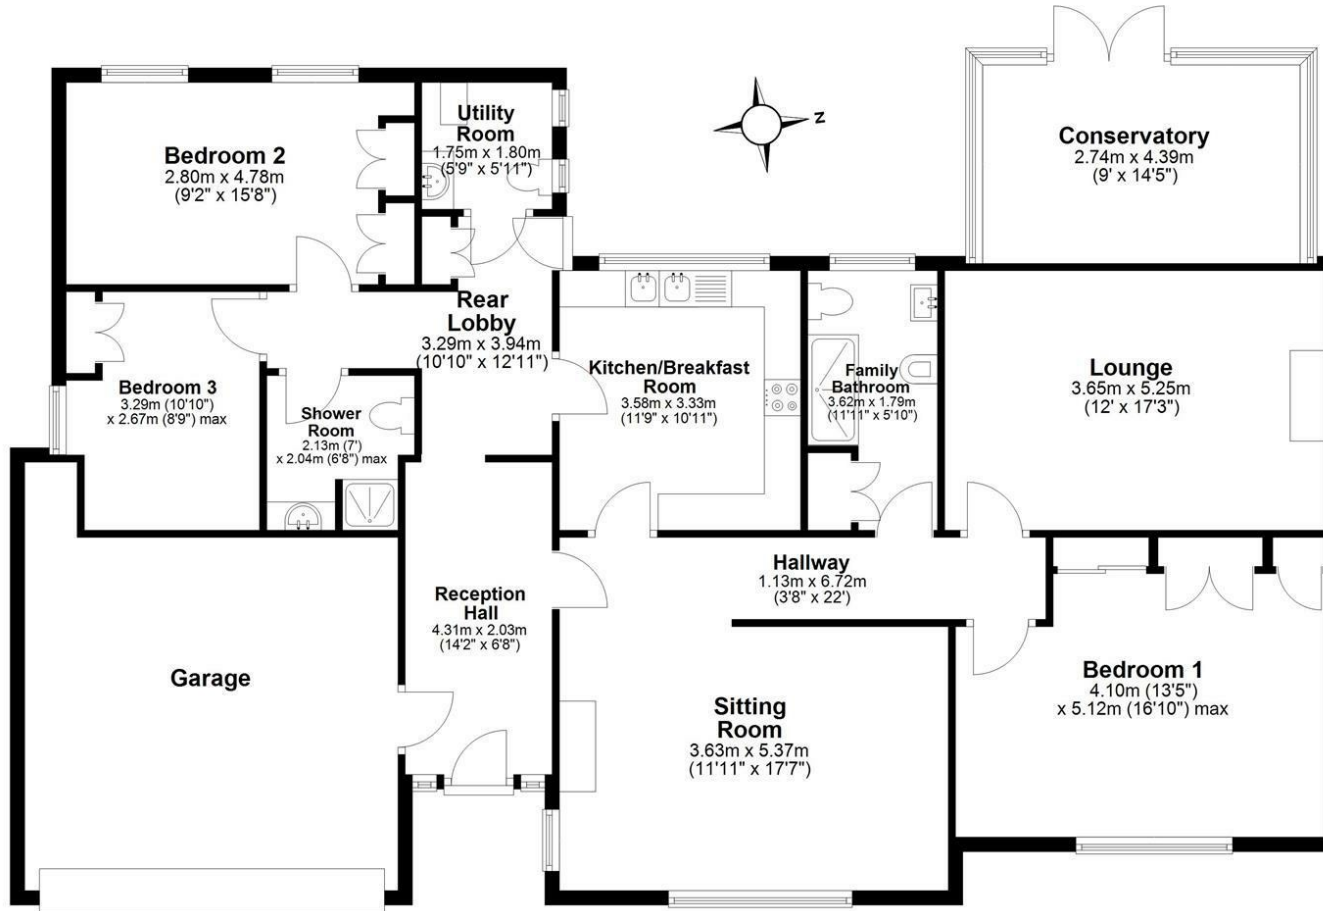 Bedroom 2
2.80m x 4.78m
(9'2" x 15'8")
Utility
Room
1.75m x 1.80m
(5'9" x 5'11")
N
Conservatory
2.74m x 4.39m
(9' x 14'5")
Rear
Lobby
3.29m x 3.94m
(10'10" x 12'11")
Bedroom 3
3.29m (10'10")
x 2.67m (8'9") max
Shower
Room
2.13m (7')
x 2.04m (6'8") max
Kitchen/Breakfast
Room
3.58m x 3.33m
(11'9" x 10'11")
Family
Bathroom
3.62m x 1.79m
(11'11" x 5'10")
Lounge
3.65m x 5.25m
(12' x 17'3")
Hallway
1.13m x 6.72m
(3'8" x 22')
Reception
Hall
4.31m x 2.03m
(14'2" x 6'8")
Garage
Sitting
Room
3.63m x 5.37m
(11'11" x 17'7")
Bedroom 1
4.10m (13'5")
x 5.12m (16'10") max